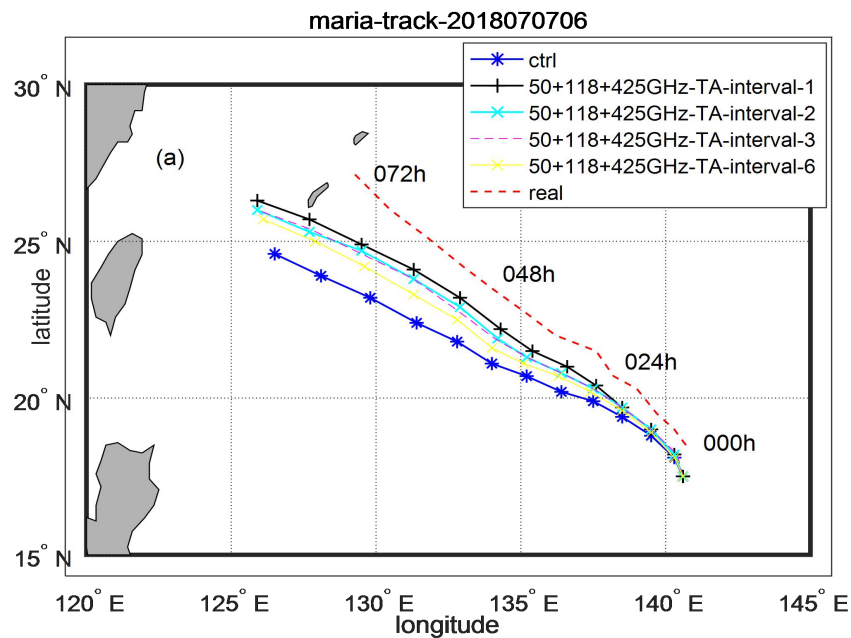 maria-track-2018070706
ctrl
50+118+425GHz-TA-interval-1
50+118+425GHz-TA-interval-2
50+118+425GHz-TA-interval-3
50+118+425GHz-TA-interval-6
real
30° N
(a)
072h
25° N
048h
latitude
024h
20° N
000h
15° N
120° E 125° E 130° E 135° E 140° E 145° E
longitude